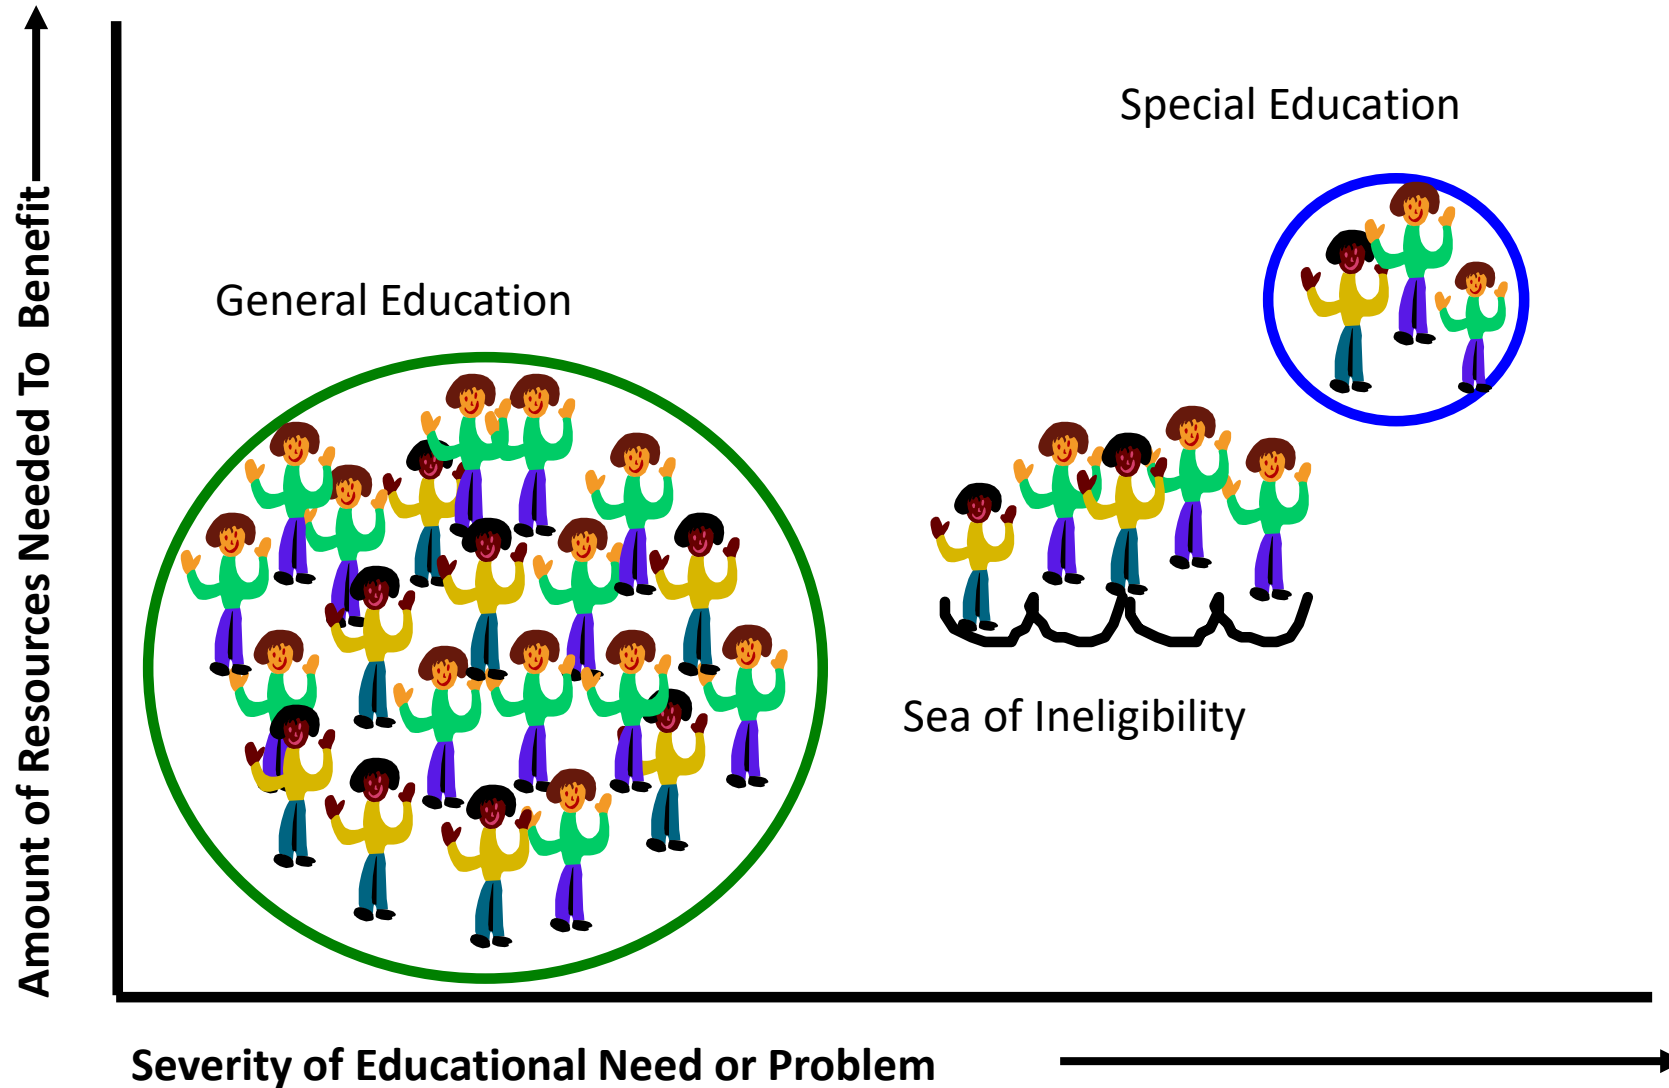 Special Education
General Education
Sea of Ineligibility
Amount of Resources Needed To Benefit
Severity of Educational Need or Problem